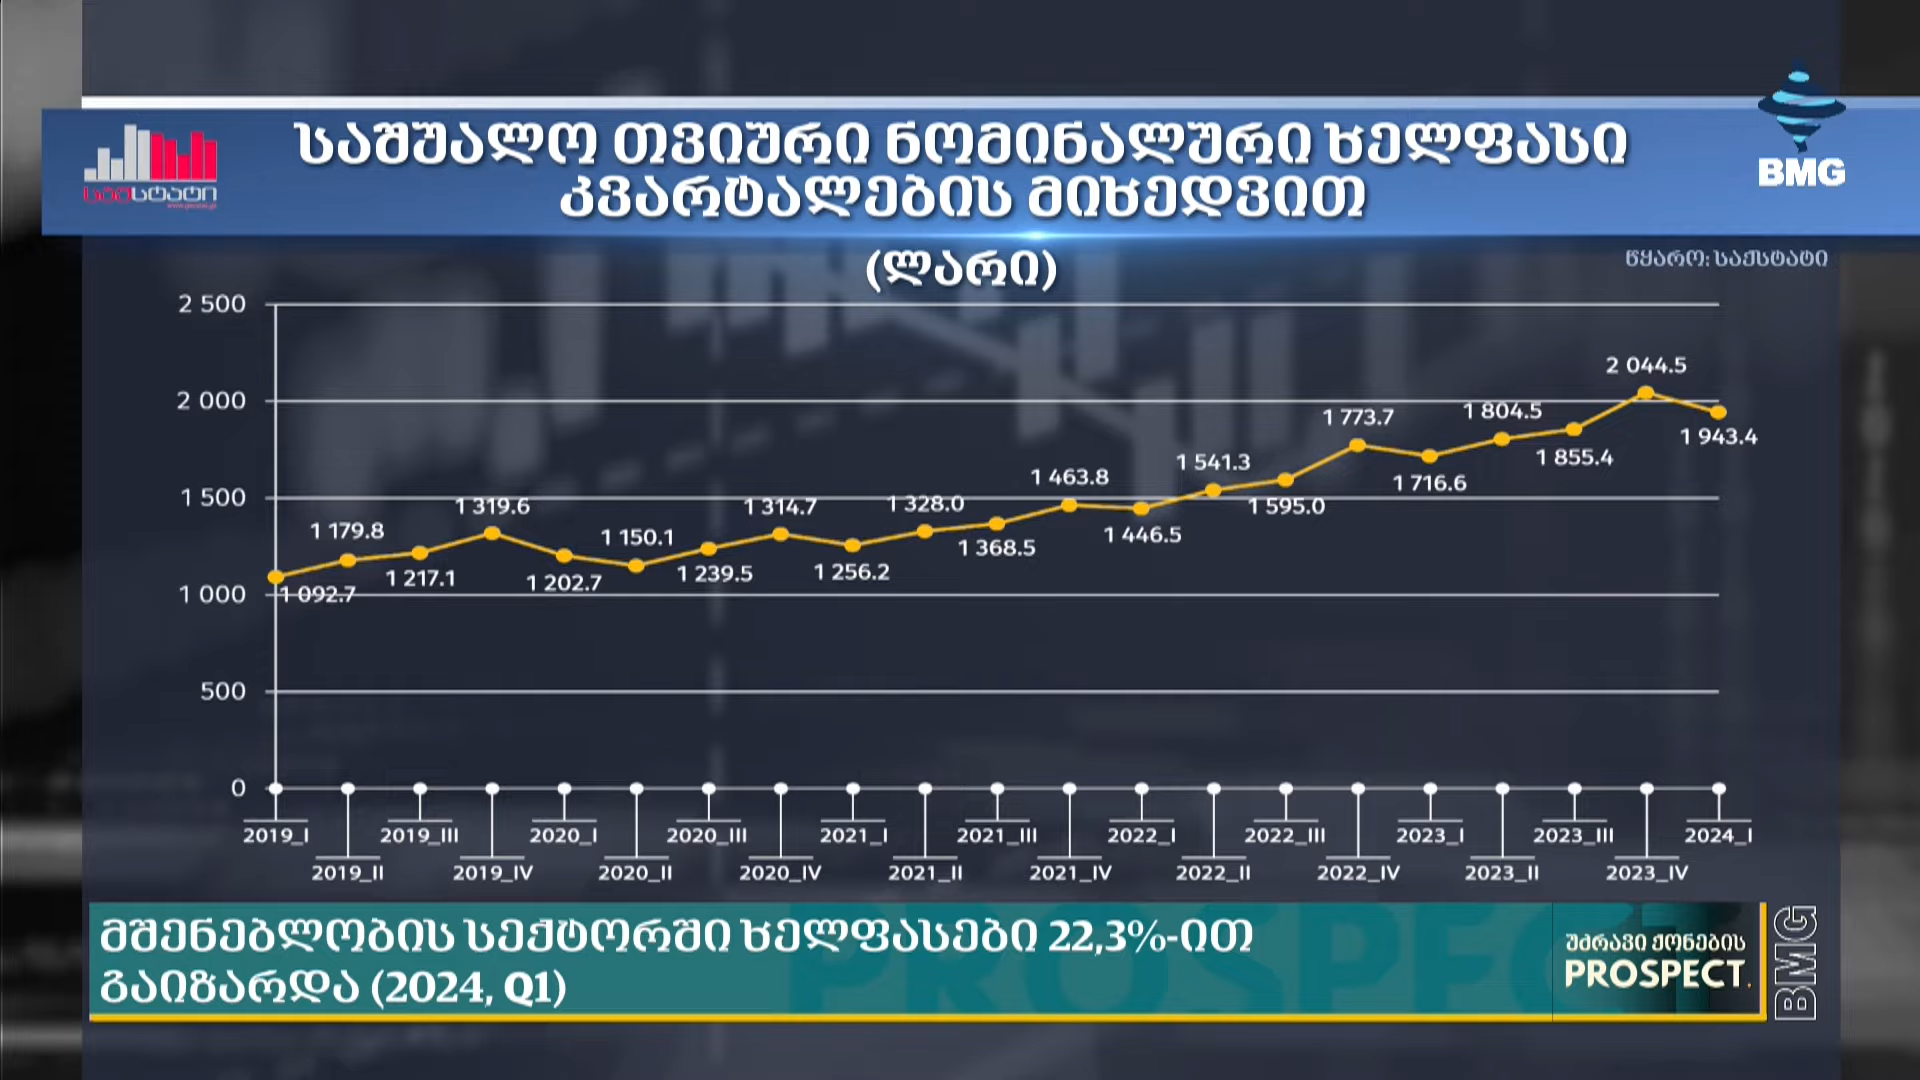 საშუალო თვიური ნომინალური ხელფასი
კვარტალების მიხედვით
(ლარი)
საქსტატი
BMG
წყარო: საქსტატი
2 500
2 000
1 500
1 000
500
0
1 092.7
1 179.8
1 217.1
1 319.6
1 202.7
1 150.1
1 239.5
1 314.7
1 256.2
1 328.0
1 368.5
1 463.8
1 446.5
1 541.3
1 595.0
1 773.7
1 716.6
1 804.5
1 855.4
2 044.5
1 943.4
2019_I
2019_II
2019_III
2019_IV
2020_I
2020_II
2020_III
2020_IV
2021_I
2021_II
2021_III
2021_IV
2022_I
2022_II
2022_III
2022_IV
2023_I
2023_II
2023_III
2023_IV
2024_I
მშენებლობის სექტორში ხელფასები 22,3%-ით
გაიზარდა (2024, Q1)
PROSPECT
უძრავი ქონების
PROSPECT.
BMG